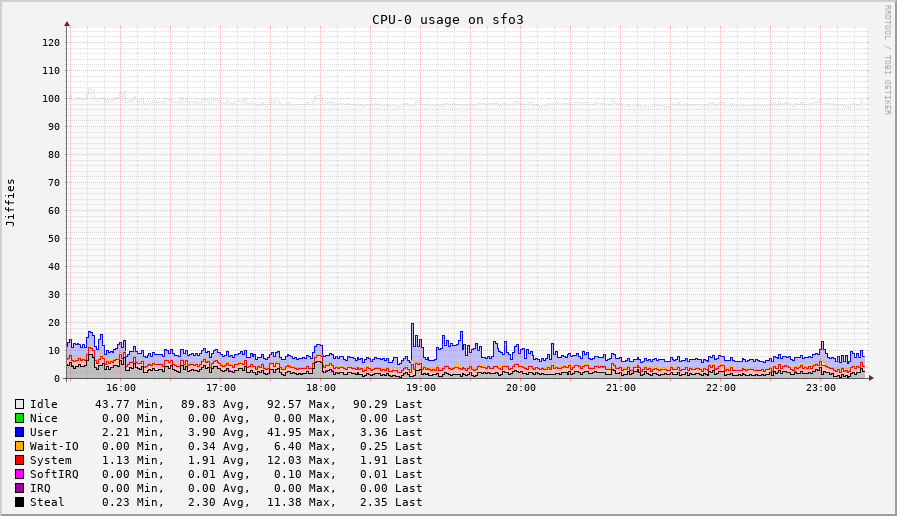 CPU-0 usage on sfo3
RRDTOOL / TOBI OETIKER
Jiffies
120
110
100
90
80
70
60
50
40
30
20
10
0
16:00 17:00 18:00 19:00 20:00 21:00 22:00 23:00
Idle 43.77 Min, 89.83 Avg, 92.57 Max, 90.29 Last
Nice 0.00 Min, 0.00 Avg, 0.00 Max, 0.00 Last
User 2.21 Min, 3.90 Avg, 41.95 Max, 3.36 Last
Wait-IO 0.00 Min, 0.34 Avg, 6.40 Max, 0.25 Last
System 1.13 Min, 1.91 Avg, 12.03 Max, 1.91 Last
SoftIRQ 0.00 Min, 0.01 Avg, 0.10 Max, 0.01 Last
IRQ 0.00 Min, 0.00 Avg, 0.00 Max, 0.00 Last
Steal 0.23 Min, 2.30 Avg, 11.38 Max, 2.35 Last